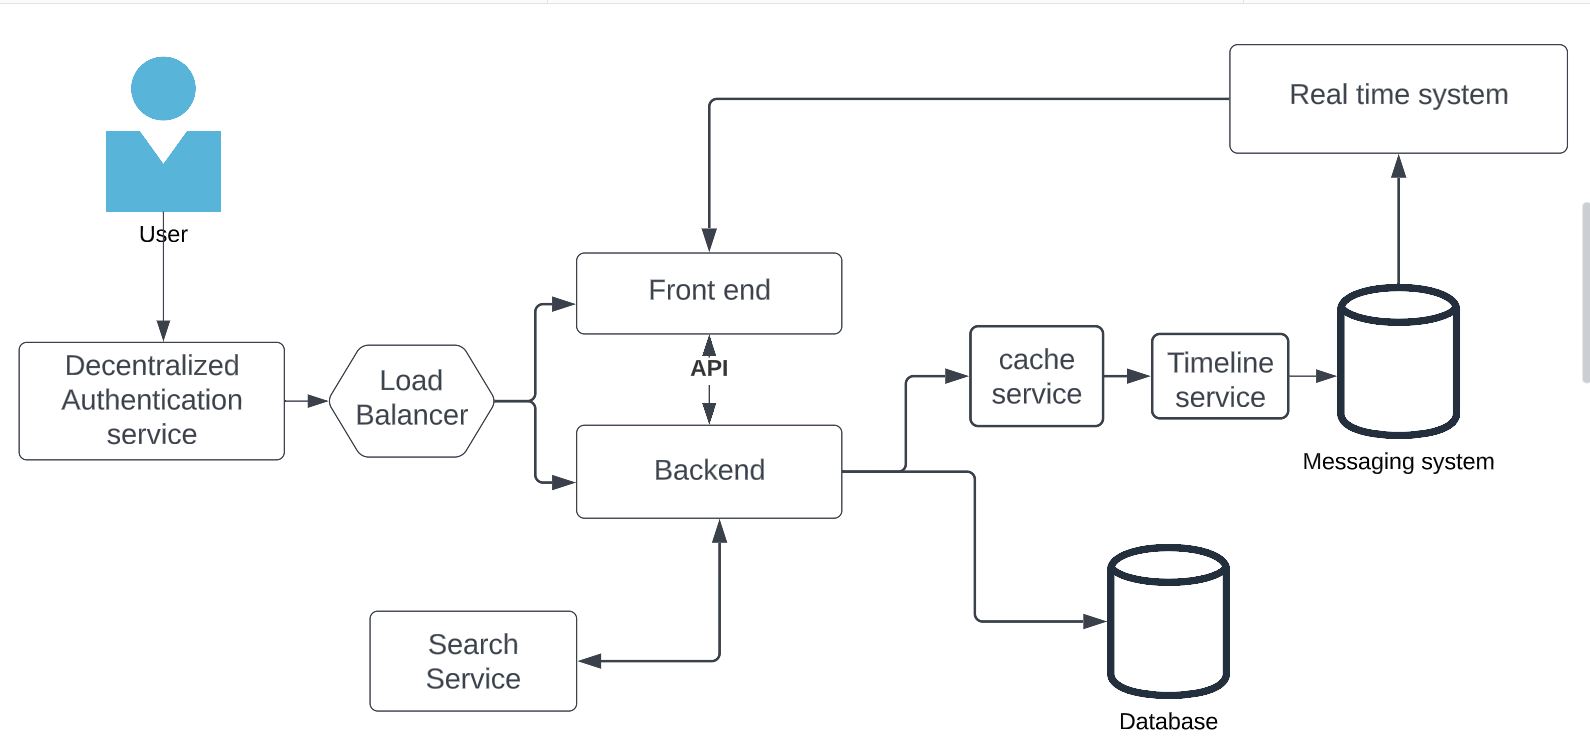 Real time system
User
Front end
Decentralized
Authentication
service
Load
Balancer
API
cache
service
Timeline
service
Backend
Messaging system
Search
Service
Database